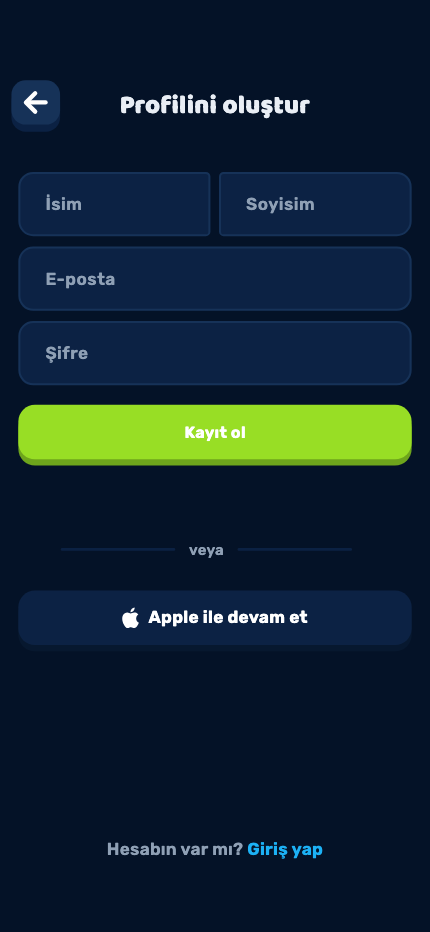 Profilini oluştur
İsim
Soyisim
E-posta
Şifre
Kayıt ol
veya
Apple ile devam et
Hesabın var mı? Giriş yap